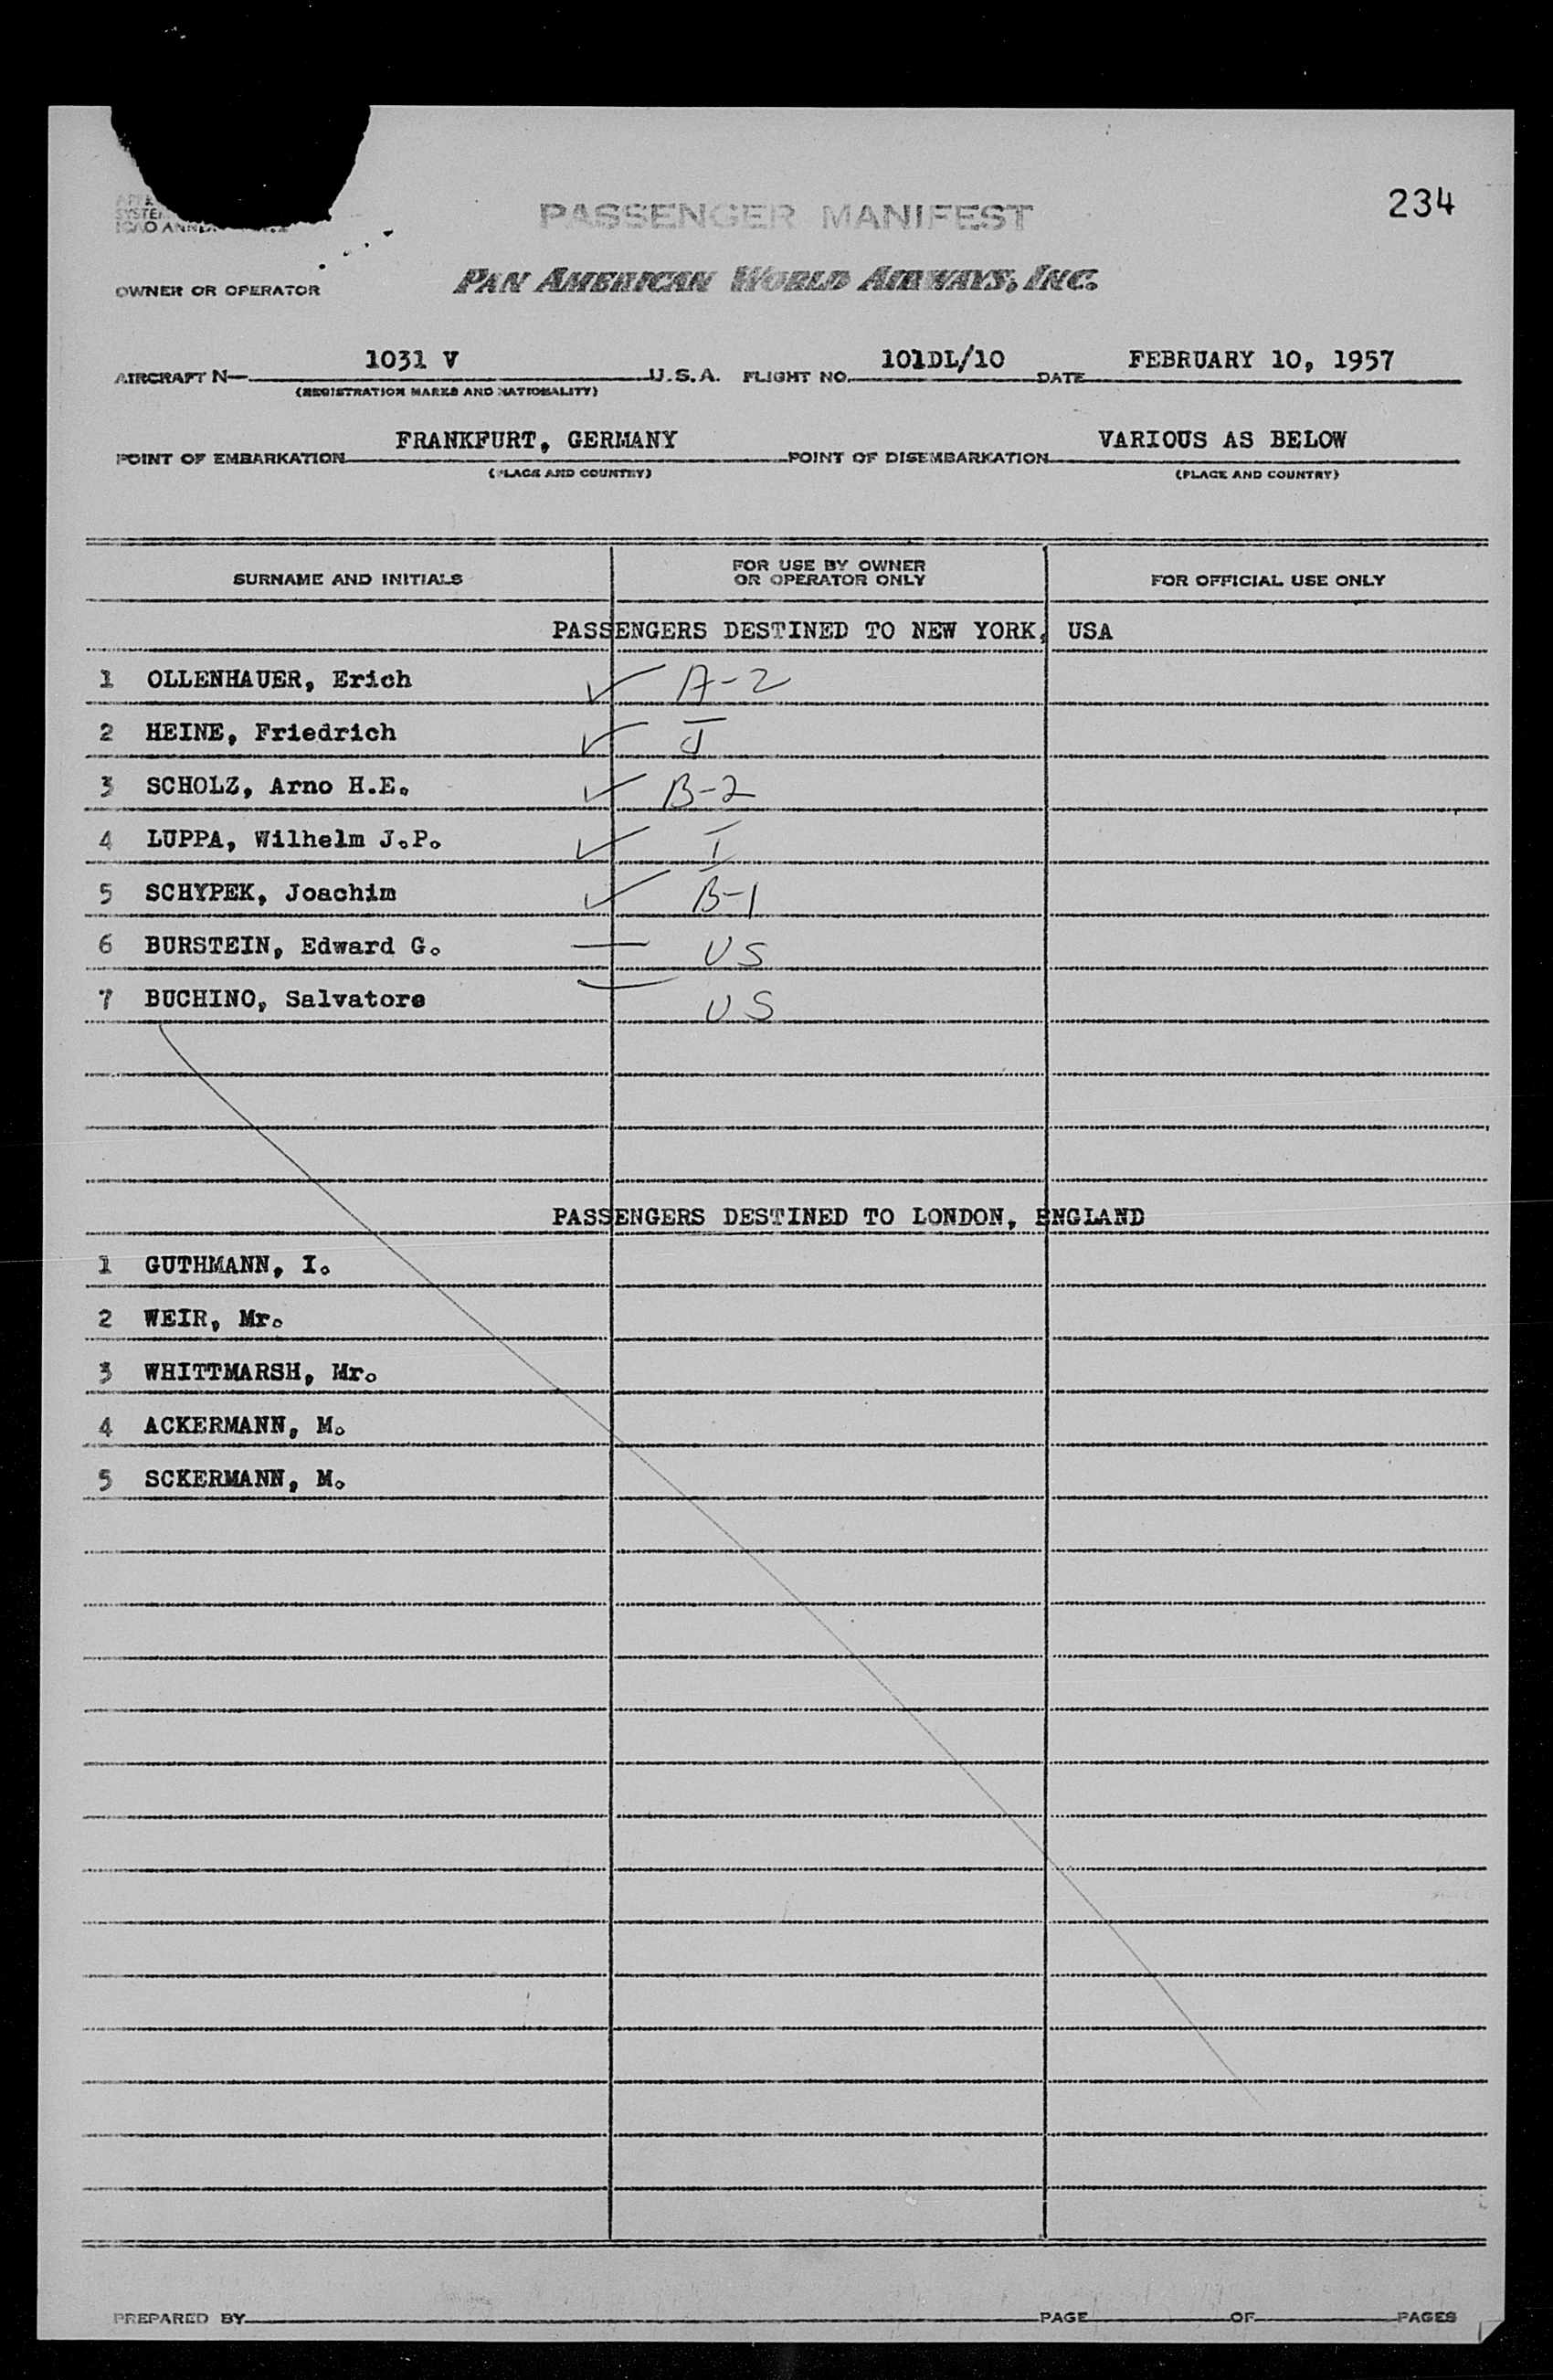 234
PASSENGER MANIFEST
OWNER OR OPERATOR PAN AMERICAN WORLD AIRWAYS, INC.
AIRCRAFT N— 1031 V U.S.A. FLIGHT NO. 101DL/10 DATE FEBRUARY 10, 1957
(REGISTRATION MARKS AND NATIONALITY)
POINT OF EMBARKATION FRANKFURT, GERMANY POINT OF DISEMBARKATION VARIOUS AS BELOW
(PLACE AND COUNTRY) (PLACE AND COUNTRY)
SURNAME AND INITIALS FOR USE BY OWNER OR OPERATOR ONLY FOR OFFICIAL USE ONLY
PASSENGERS DESTINED TO NEW YORK, USA
1 OLLENHAUER, Erich ✓ A-2
2 HEINE, Friedrich ✓ J
3 SCHOLZ, Arno H.E. ✓ B-2
4 LUPPA, Wilhelm J.P. ✓ I
5 SCHYPEK, Joachim ✓ B-1
6 BURSTEIN, Edward G. — US
7 BUCHINO, Salvatore — US
PASSENGERS DESTINED TO LONDON, ENGLAND
1 GUTHMANN, I.
2 WEIR, Mr.
3 WHITTMARSH, Mr.
4 ACKERMANN, M.
5 SCKERMANN, M.
PREPARED BY PAGE OF PAGES